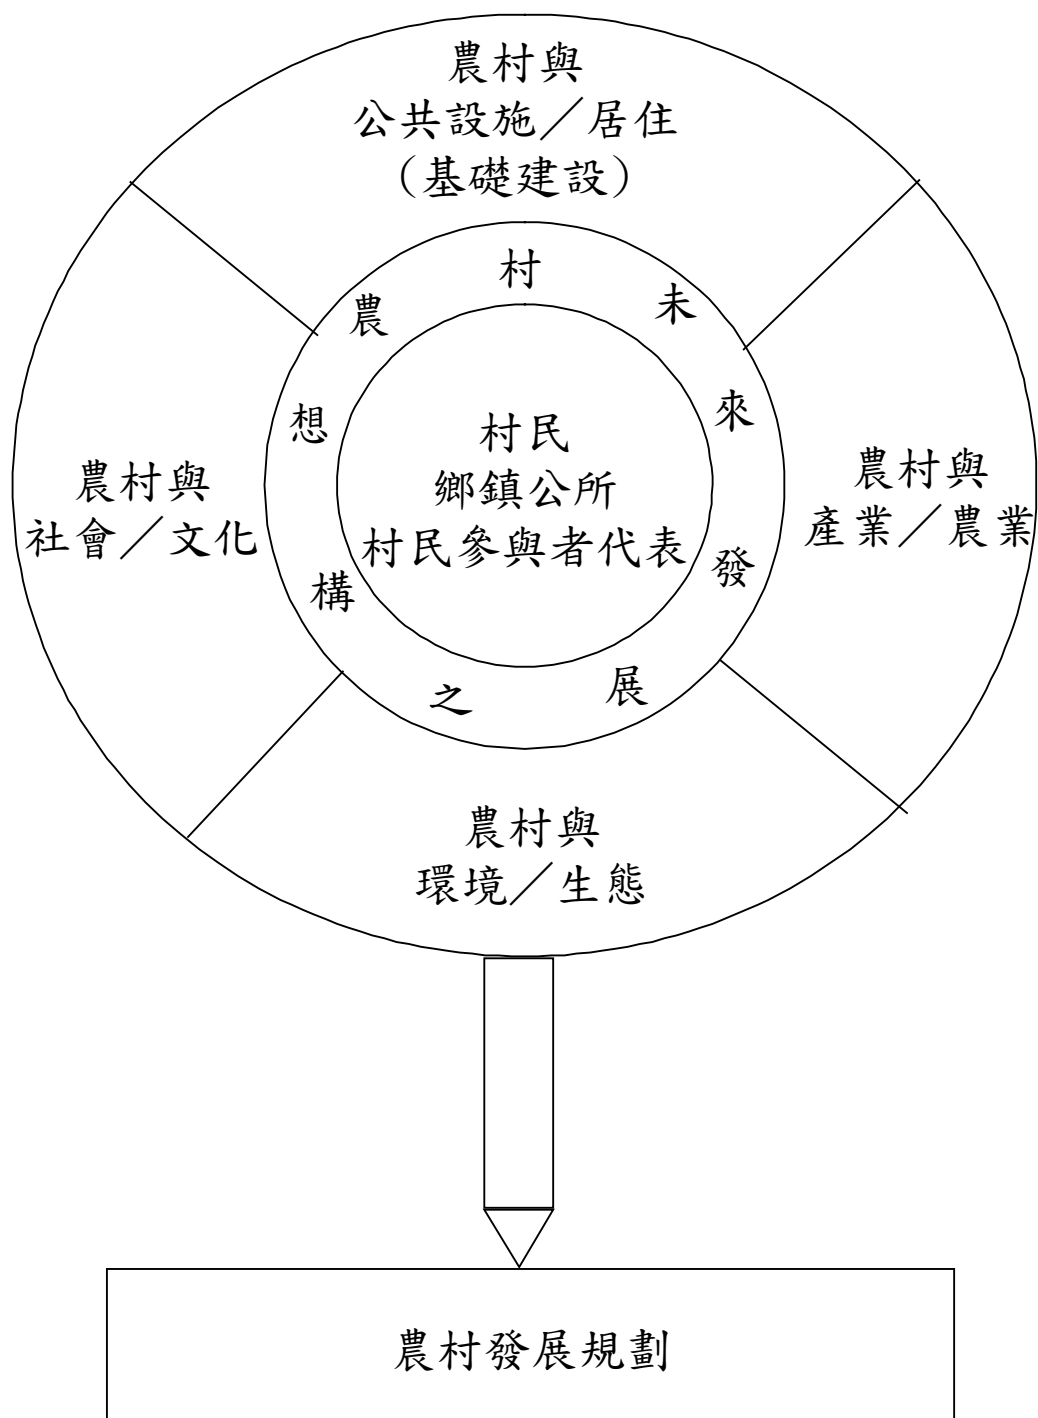 農村與
公共設施／居住
（基礎建設）
農村未來發展之構想
村民
鄉鎮公所
村民參與者代表
農村與
社會／文化
農村與
產業／農業
農村與
環境／生態
農村發展規劃